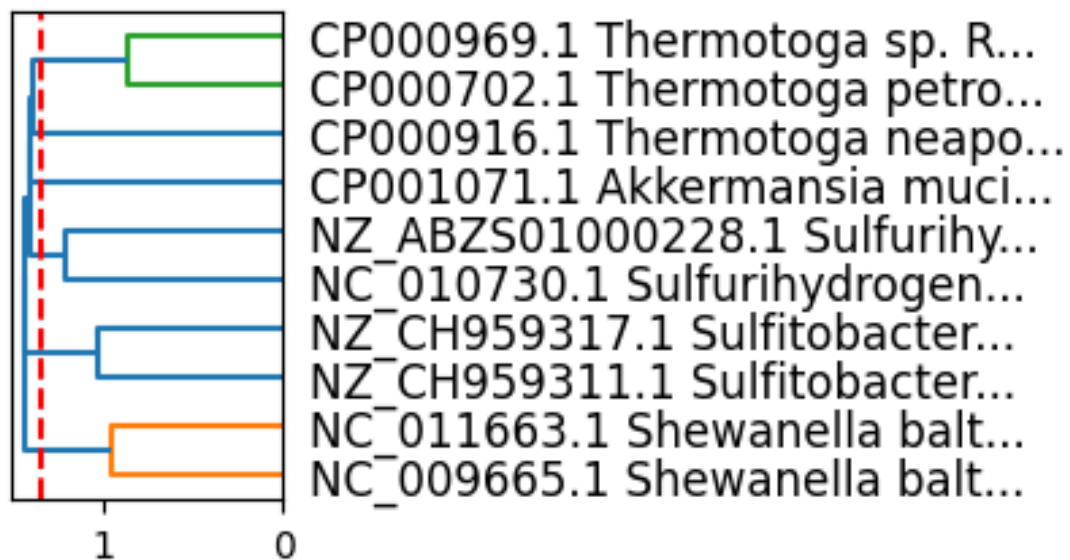 CP000969.1 Thermotoga sp. R...
CP000702.1 Thermotoga petro...
CP000916.1 Thermotoga neapo...
CP001071.1 Akkermansia muci...
NZ_ABZS01000228.1 Sulfurihy...
NC_010730.1 Sulfurihydrogen...
NZ_CH959317.1 Sulfitobacter...
NZ_CH959311.1 Sulfitobacter...
NC_011663.1 Shewanella balt...
NC_009665.1 Shewanella balt...
1 0